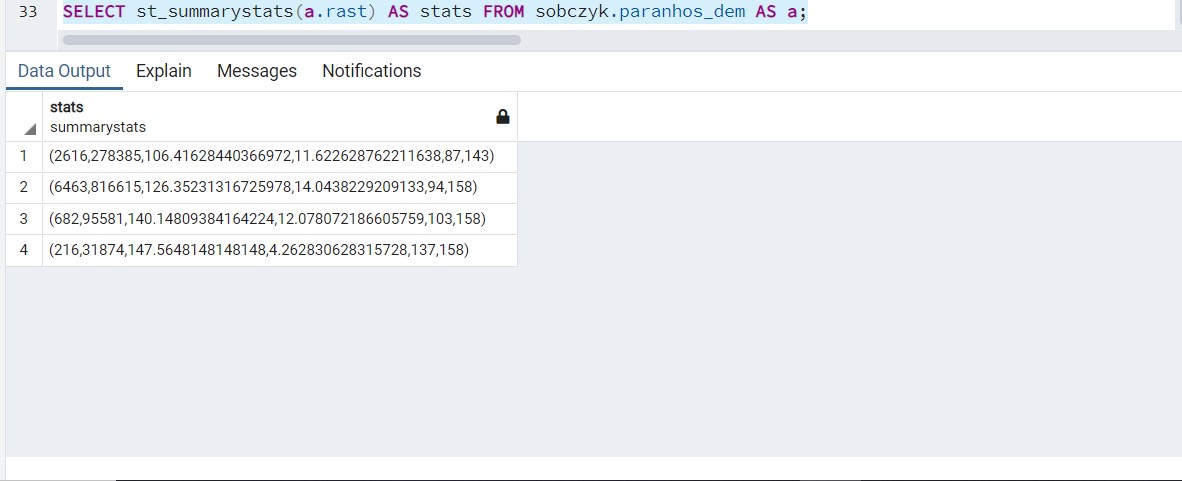 33 SELECT st_summarystats(a.rast) AS stats FROM sobczyk.paranhos_dem AS a;
Data Output Explain Messages Notifications
stats
summarystats
1 (2616,278385,106.41628440366972,11.622628762211638,87,143)
2 (6463,816615,126.35231316725978,14.0438229209133,94,158)
3 (682,95581,140.14809384164224,12.078072186605759,103,158)
4 (216,31874,147.5648148148148,4.262830628315728,137,158)